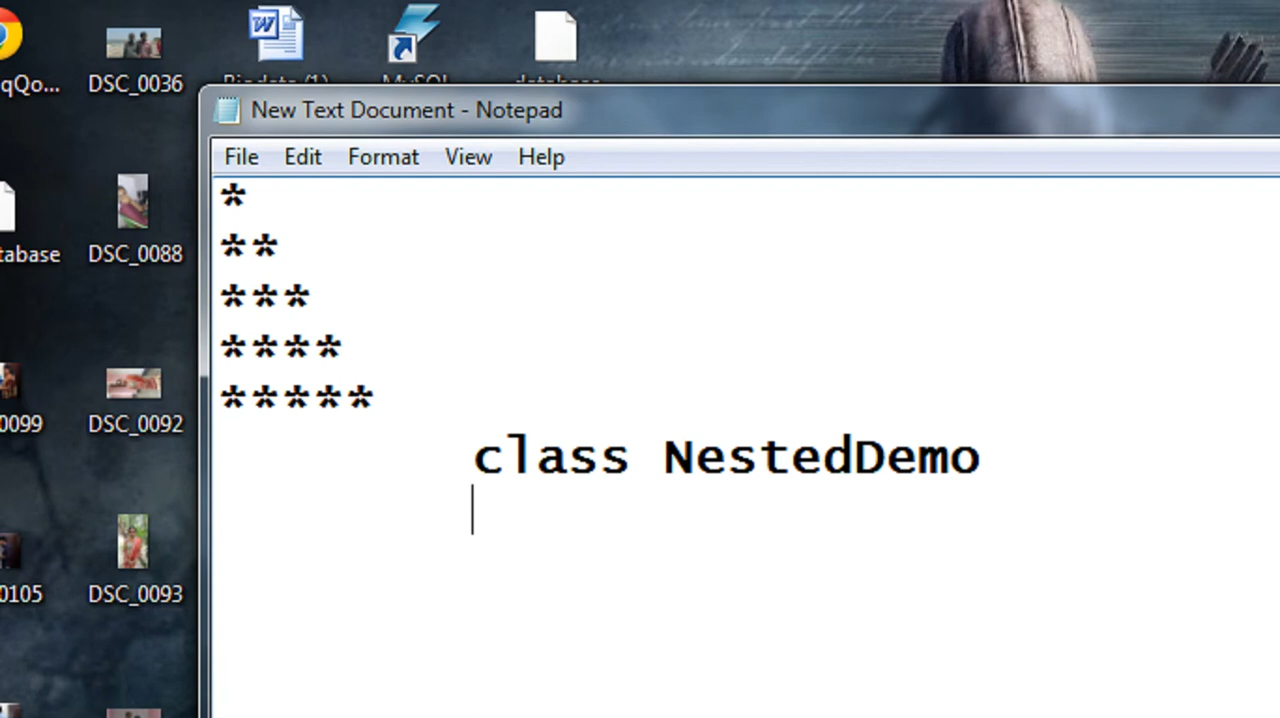 qQo...
DSC_0036
MySQL
New Text Document - Notepad
File Edit Format View Help
*
**
***
****
*****
class NestedDemo
tabase
DSC_0088
0099
DSC_0092
0105
DSC_0093